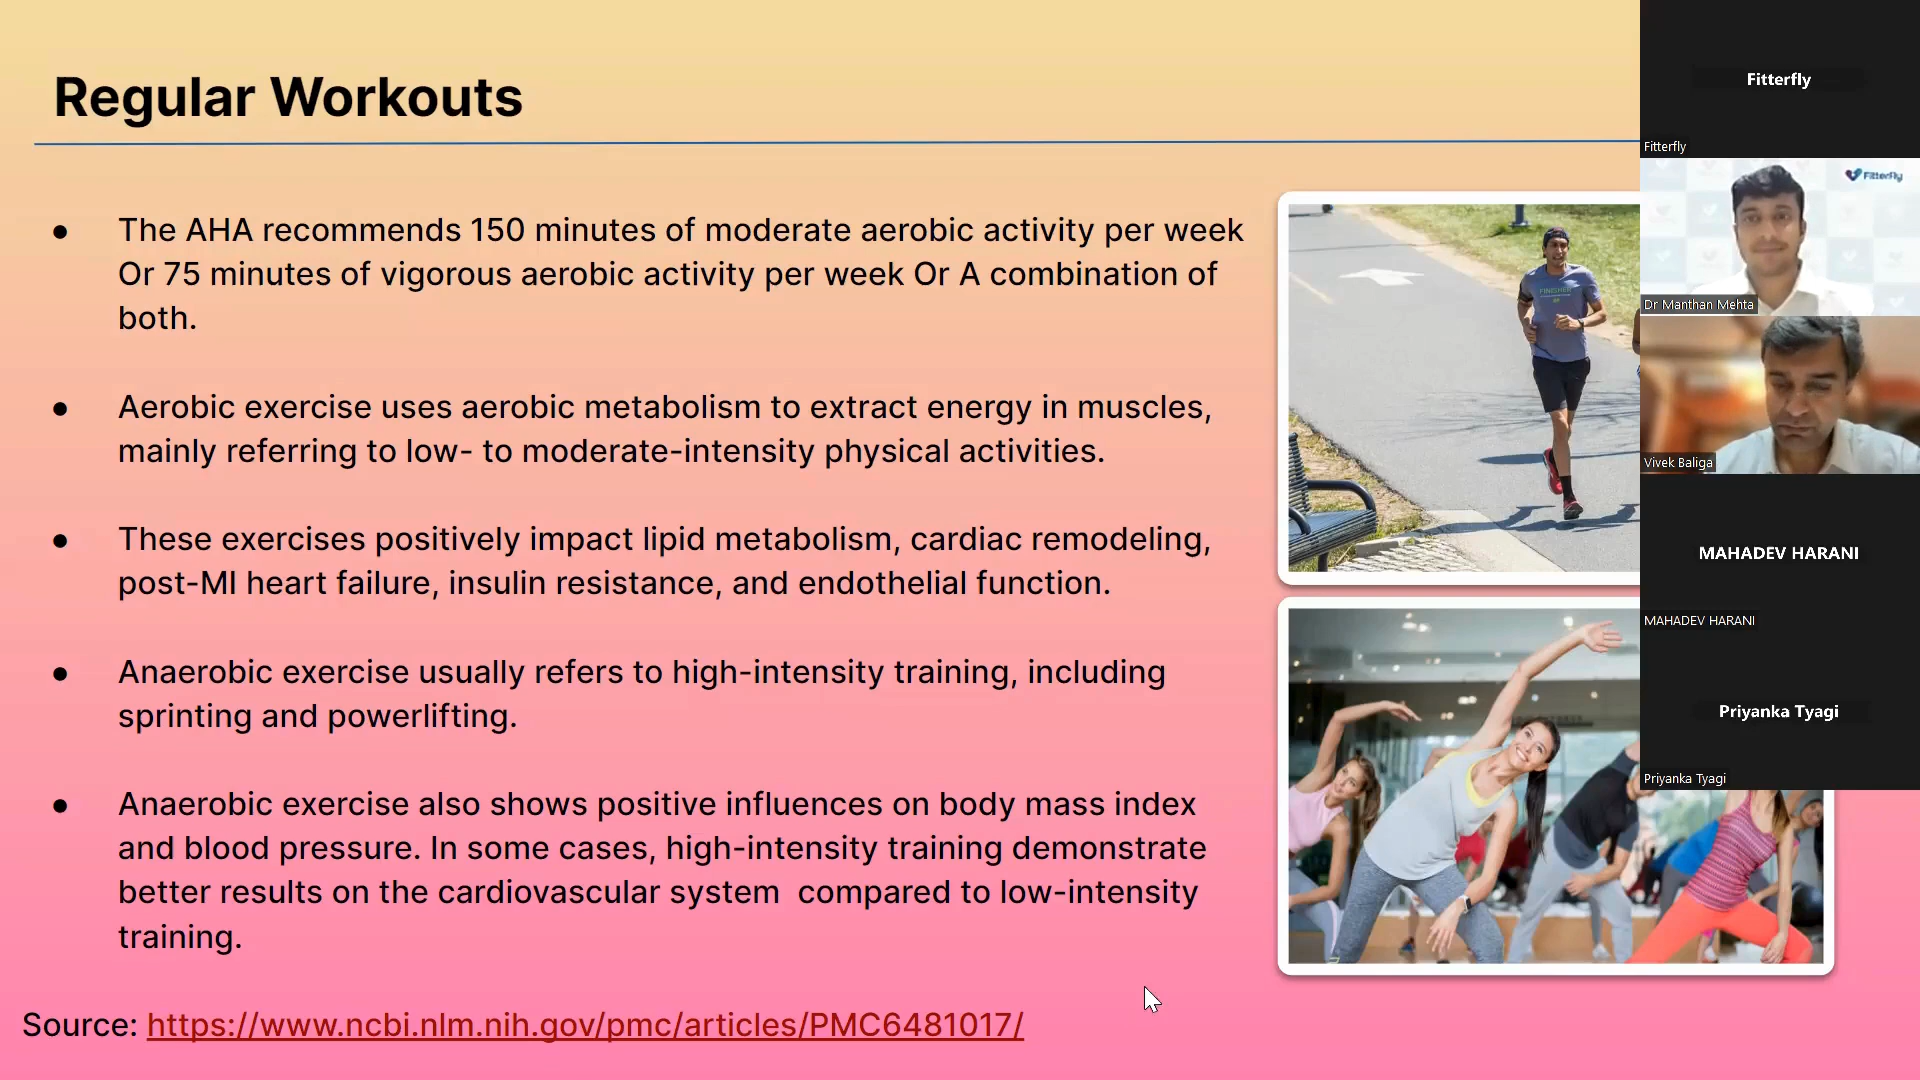 Regular Workouts
● The AHA recommends 150 minutes of moderate aerobic activity per week
Or 75 minutes of vigorous aerobic activity per week Or A combination of
both.
● Aerobic exercise uses aerobic metabolism to extract energy in muscles,
mainly referring to low- to moderate-intensity physical activities.
● These exercises positively impact lipid metabolism, cardiac remodeling,
post-MI heart failure, insulin resistance, and endothelial function.
● Anaerobic exercise usually refers to high-intensity training, including
sprinting and powerlifting.
● Anaerobic exercise also shows positive influences on body mass index
and blood pressure. In some cases, high-intensity training demonstrate
better results on the cardiovascular system compared to low-intensity
training.
Source: https://www.ncbi.nlm.nih.gov/pmc/articles/PMC6481017/
FINISHER
Fitterfly
Fitterfly
Fitterfly
Dr Manthan Mehta
Vivek Baliga
MAHADEV HARANI
MAHADEV HARANI
Priyanka Tyagi
Priyanka Tyagi